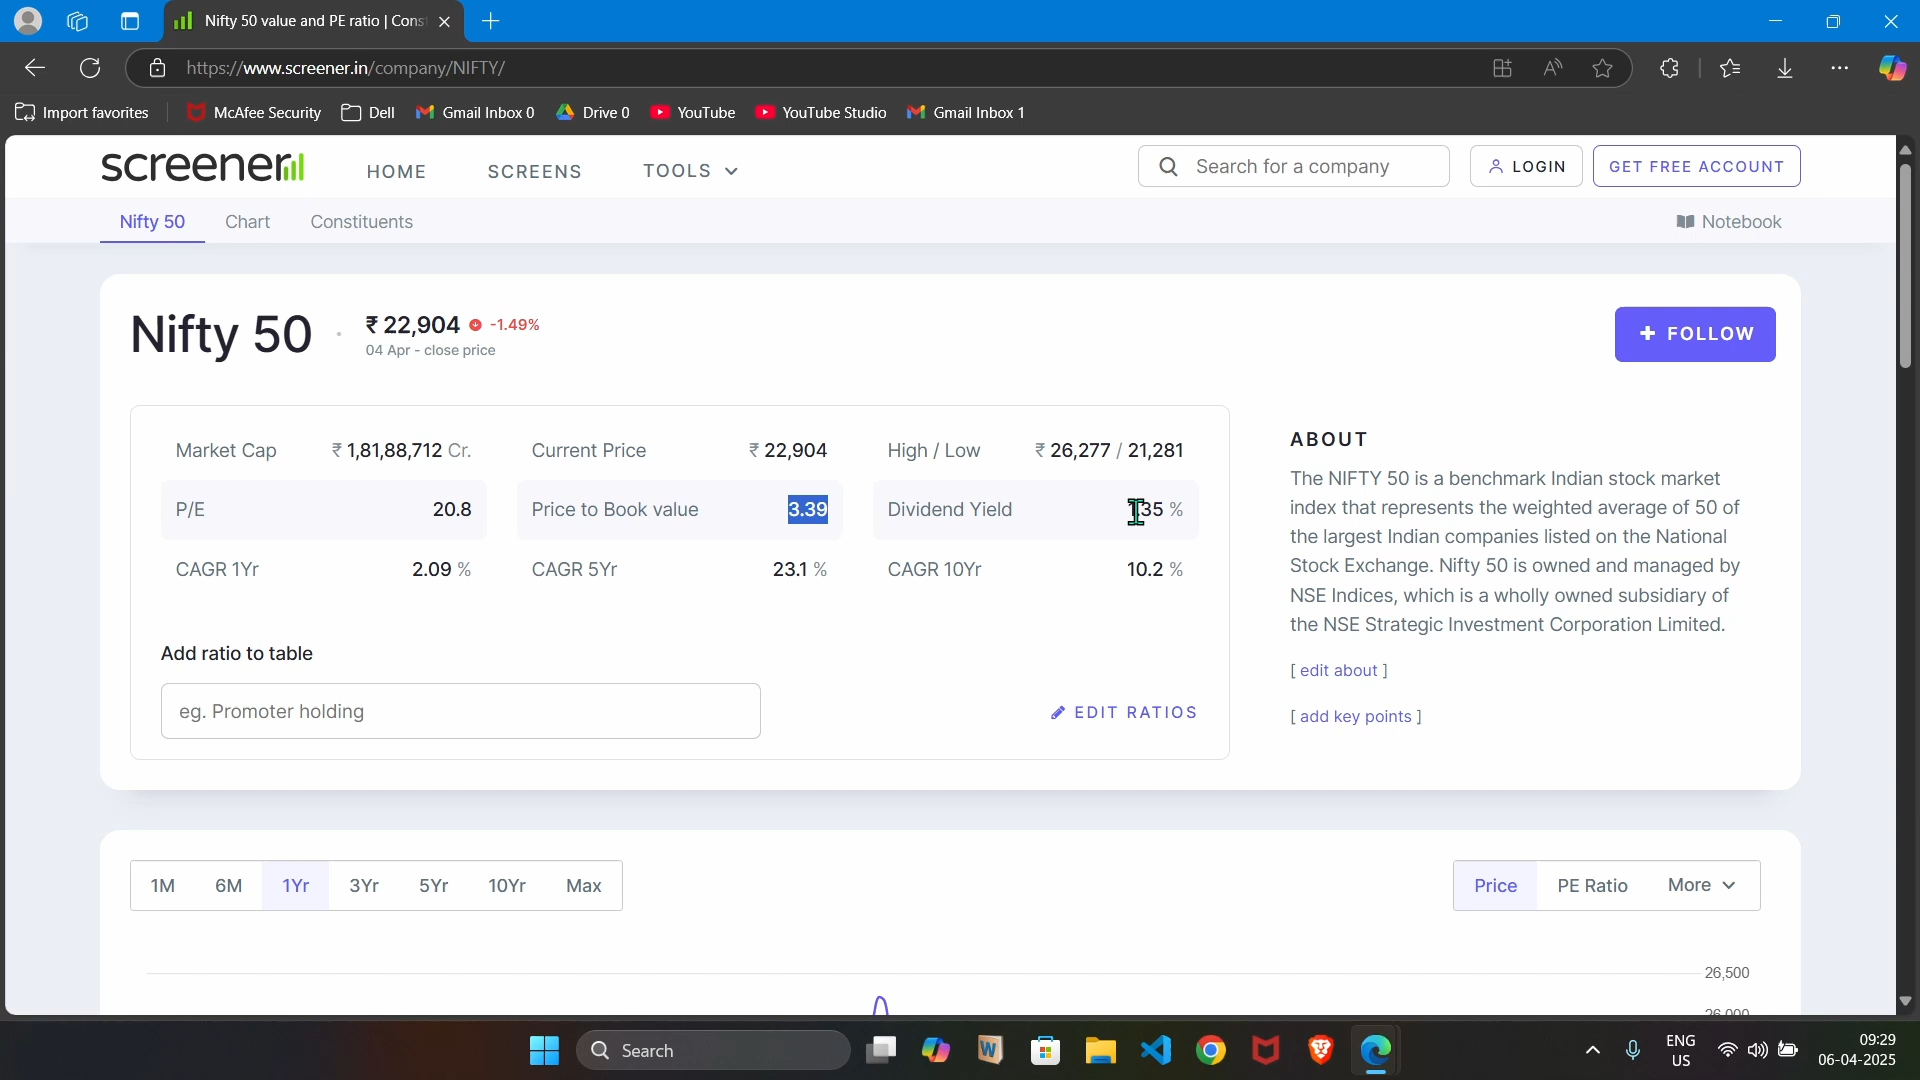 Nifty 50 value and PE ratio | Const
https://www.screener.in/company/NIFTY/
Import favorites McAfee Security Dell Gmail Inbox 0 Drive 0 YouTube YouTube Studio Gmail Inbox 1
screener HOME SCREENS TOOLS Search for a company LOGIN GET FREE ACCOUNT
Nifty 50 Chart Constituents Notebook
Nifty 50 · ₹ 22,904 -1.49%
04 Apr - close price
+ FOLLOW
Market Cap ₹ 1,81,88,712 Cr. Current Price ₹ 22,904 High / Low ₹ 26,277 / 21,281
P/E 20.8 Price to Book value 3.39 Dividend Yield 1.35 %
CAGR 1Yr 2.09 % CAGR 5Yr 23.1 % CAGR 10Yr 10.2 %
Add ratio to table
eg. Promoter holding EDIT RATIOS
ABOUT
The NIFTY 50 is a benchmark Indian stock market
index that represents the weighted average of 50 of
the largest Indian companies listed on the National
Stock Exchange. Nifty 50 is owned and managed by
NSE Indices, which is a wholly owned subsidiary of
the NSE Strategic Investment Corporation Limited.
[ edit about ]
[ add key points ]
1M 6M 1Yr 3Yr 5Yr 10Yr Max Price PE Ratio More
26,500
26,000
Search
ENG
US
09:29
06-04-2025